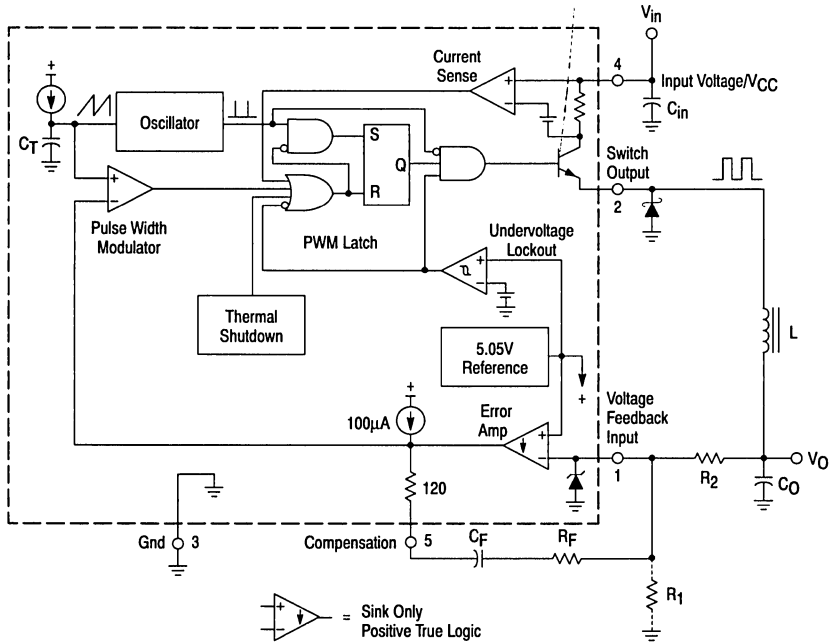 Vin
4
Input Voltage/VCC
Cin
Current
Sense
+
−
+
Oscillator
CT
S
Q
R
+
−
Pulse Width
Modulator
PWM Latch
Switch
Output
2
Undervoltage
Lockout
+
−
Thermal
Shutdown
5.05V
Reference
+
L
+
100µA
Error
Amp
+
−
Voltage
Feedback
Input
1
R2
VO
CO
120
Gnd
3
Compensation
5
CF
RF
R1
+
−
= Sink Only
Positive True Logic